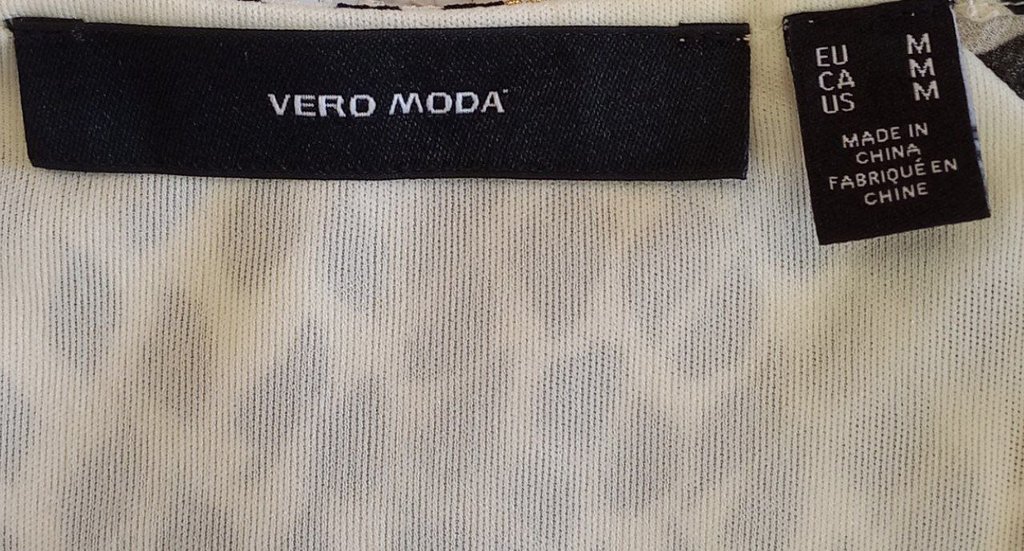 VERO MODA
EU M
CA M
US M
MADE IN
CHINA
FABRIQUÉ EN
CHINE